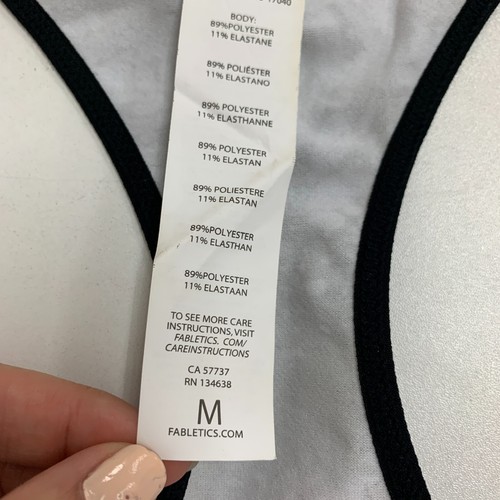 17040
BODY:
89%POLYESTER
11% ELASTANE
89% POLIÉSTER
11% ELASTANO
89% POLYESTER
11% ELASTHANNE
89% POLYESTER
11% ELASTAN
89% POLIESTERE
11% ELASTAN
89%POLYESTER
11% ELASTHAN
89%POLYESTER
11% ELASTAAN
TO SEE MORE CARE
INSTRUCTIONS,VISIT
FABLETICS. COM/
CAREINSTRUCTIONS
CA 57737
RN 134638
M
FABLETICS.COM